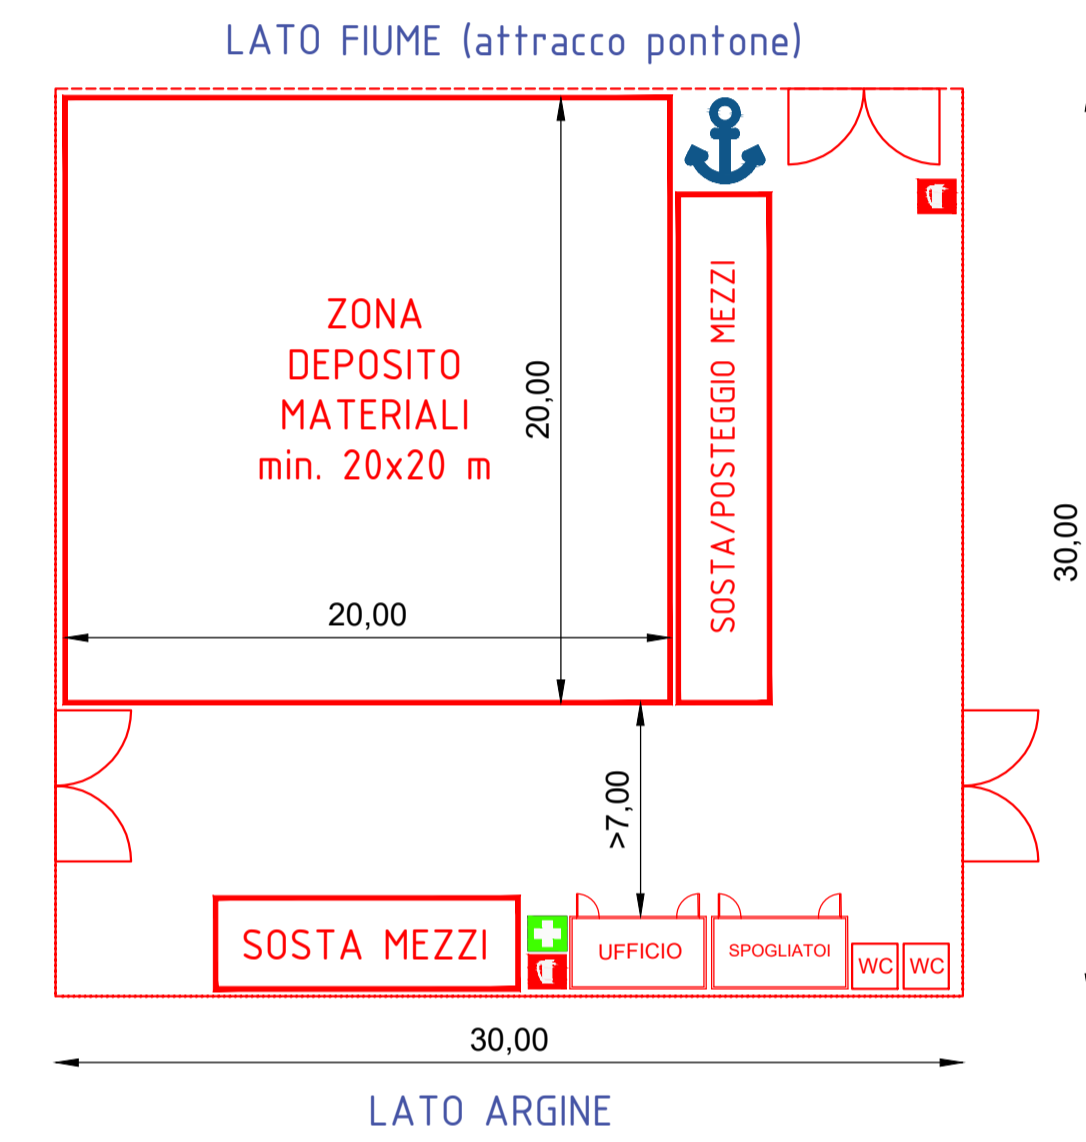 LATO FIUME (attracco pontone)
ZONA
DEPOSITO
MATERIALI
min. 20x20 m
20,00
20,00
SOSTA/POSTEGGIO MEZZI
30,00
>7,00
SOSTA MEZZI
UFFICIO
SPOGLIATOI
WC
WC
30,00
LATO ARGINE